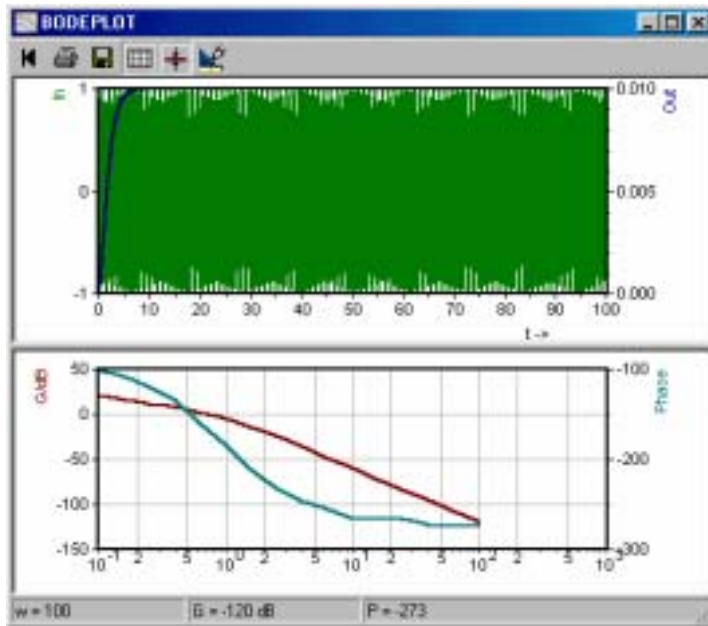 BODEPLOT
In
1
0
-1
0.010
0.005
0.000
Out
0 10 20 30 40 50 60 70 80 90 100
t ->
G/dB
50
0
-50
-100
-150
-100
-200
-300
Phase
10-1 2 5 100 2 5 101 2 5 102 2 5 103
w = 100 G = -120 dB P = -273